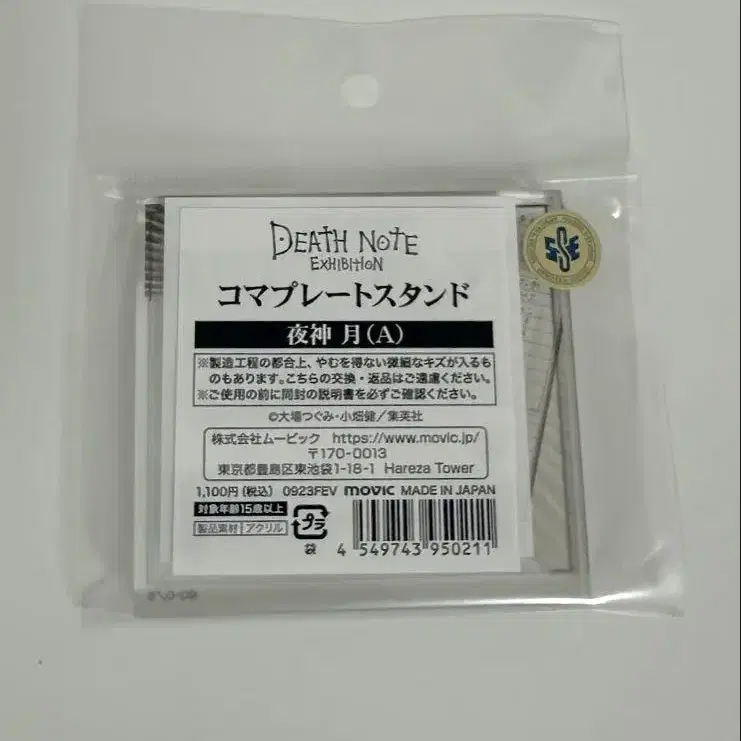 DEATH NOTE
EXHIBITION
コマプレートスタンド
夜神 月(A)
※製造工程の都合上、やむを得ない微細なキズが入るも
のもあります。こちらの交換・返品はご遠慮ください。
※ご使用の前に同封の説明書を必ずご確認ください。
©大場つぐみ・小畑健／集英社
株式会社ムービック https://www.movic.jp/
〒170-0013
東京都豊島区東池袋1-18-1 Hareza Tower
1,100円(税込) 0923FEV movic MADE IN JAPAN
対象年齢15歳以上
製品素材 アクリル
プラ
袋
4 549743 950211
SSE